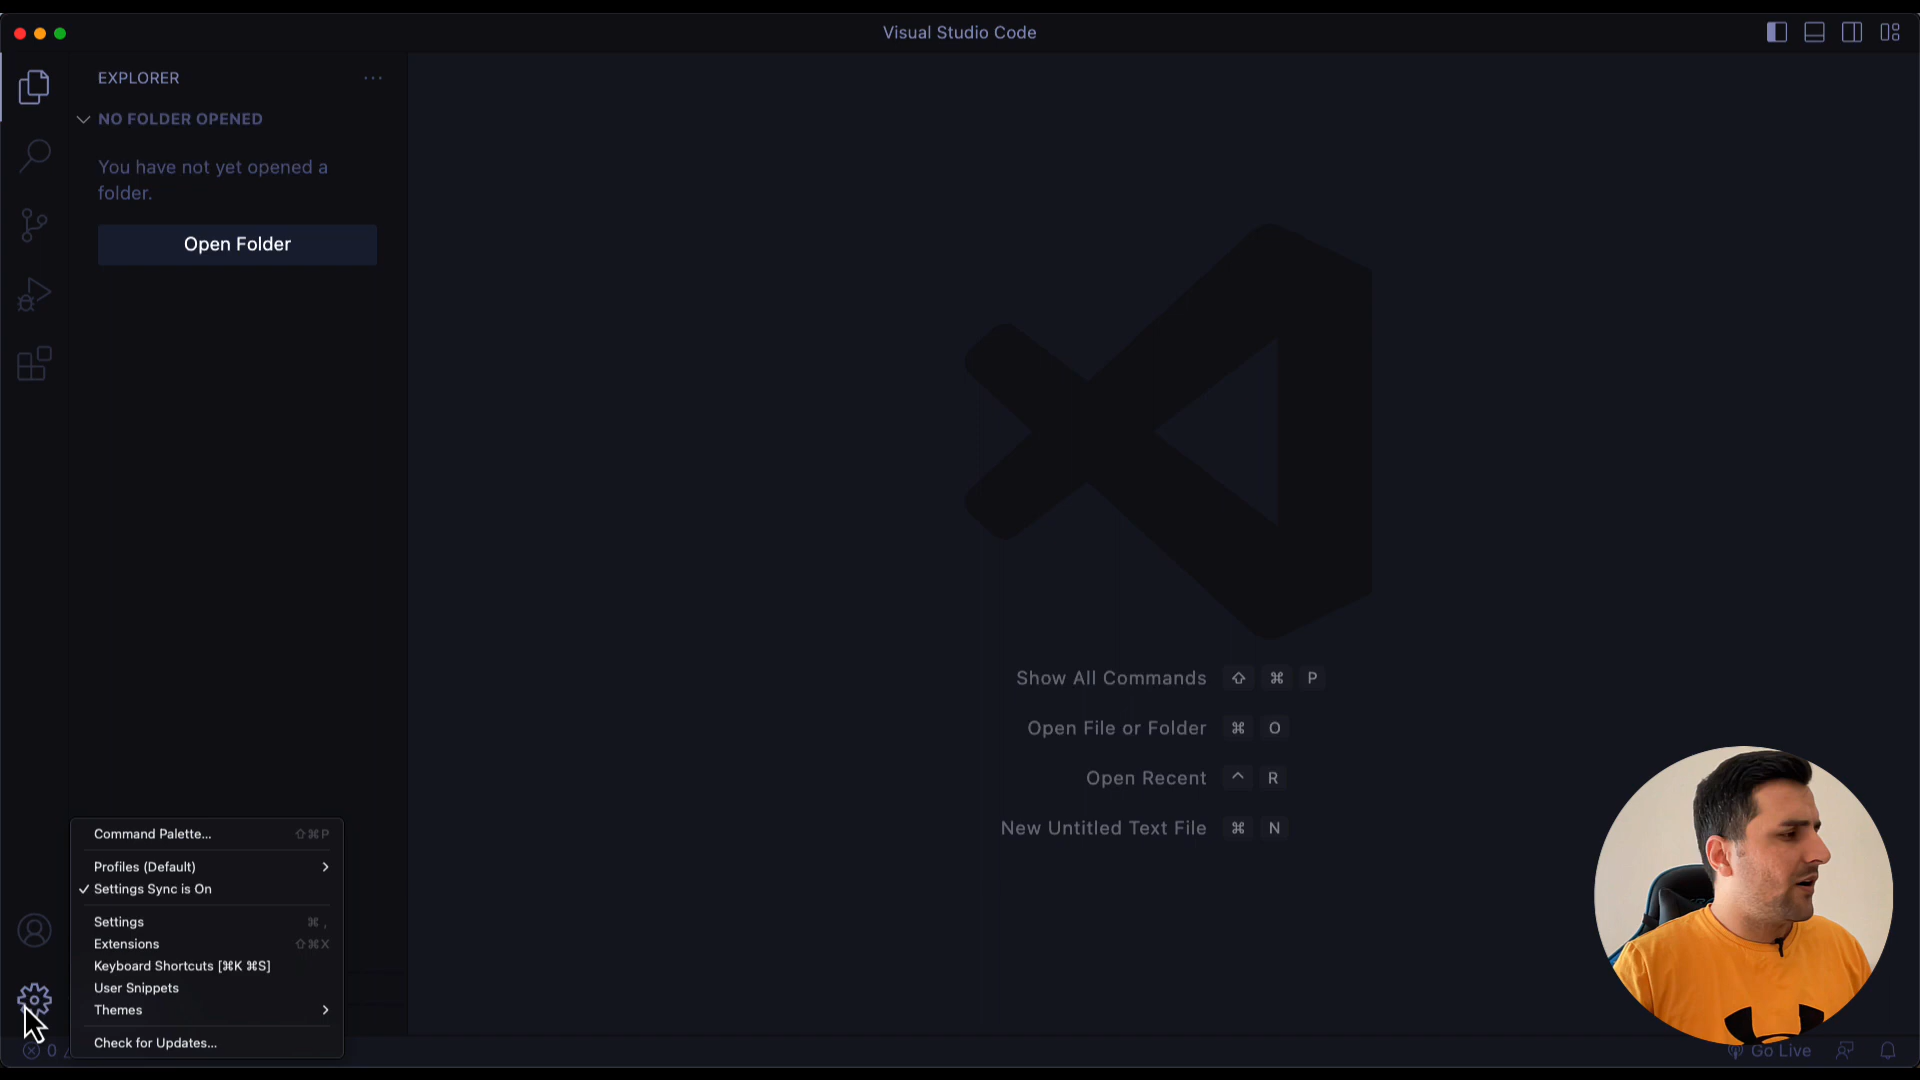 Visual Studio Code
EXPLORER
NO FOLDER OPENED
You have not yet opened a
folder.
Open Folder
Show All Commands ⇧ ⌘ P
Open File or Folder ⌘ O
Open Recent ^ R
New Untitled Text File ⌘ N
Command Palette... ⇧⌘P
Profiles (Default)
Settings Sync is On
Settings ⌘ ,
Extensions ⇧⌘X
Keyboard Shortcuts [⌘K ⌘S]
User Snippets
Themes
Check for Updates...
0
Go Live